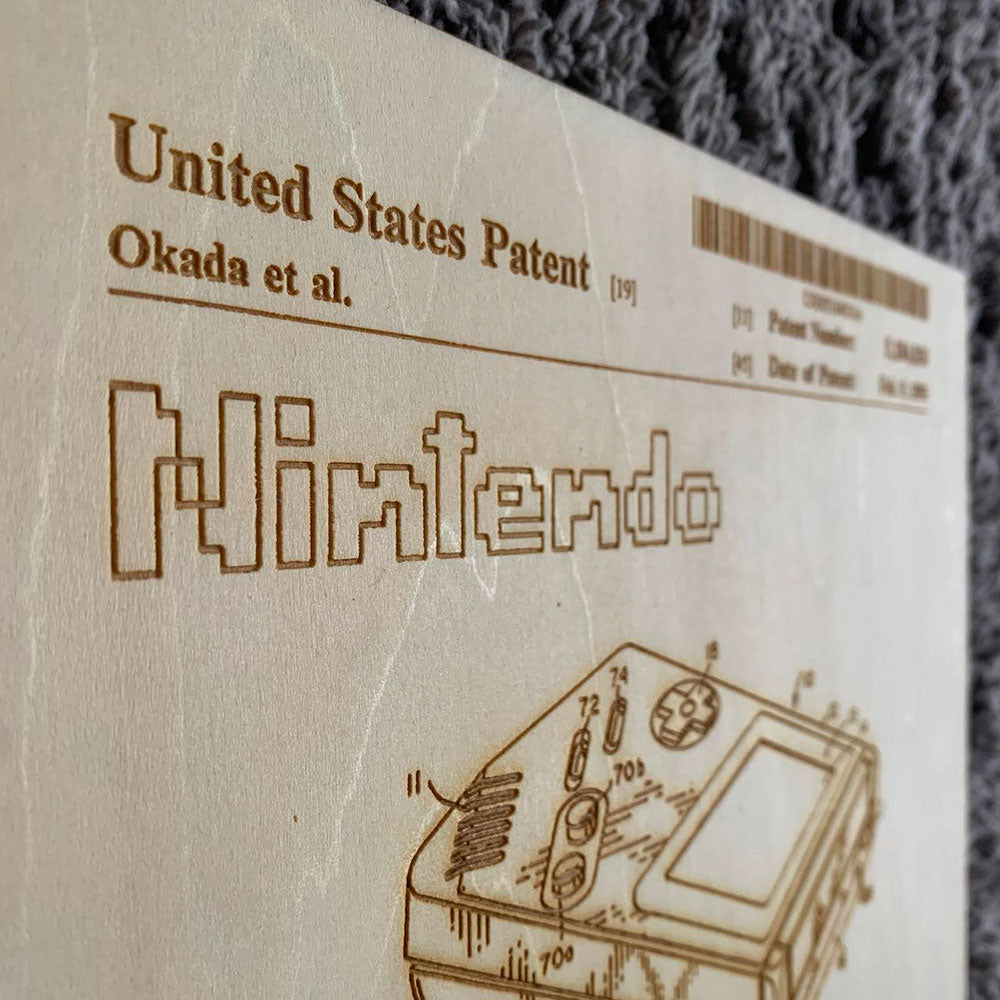 United States Patent [19]
Okada et al.
[11] Patent Number:
[45] Date of Patent:
Nintendo
18
74
72
70b
11
70a